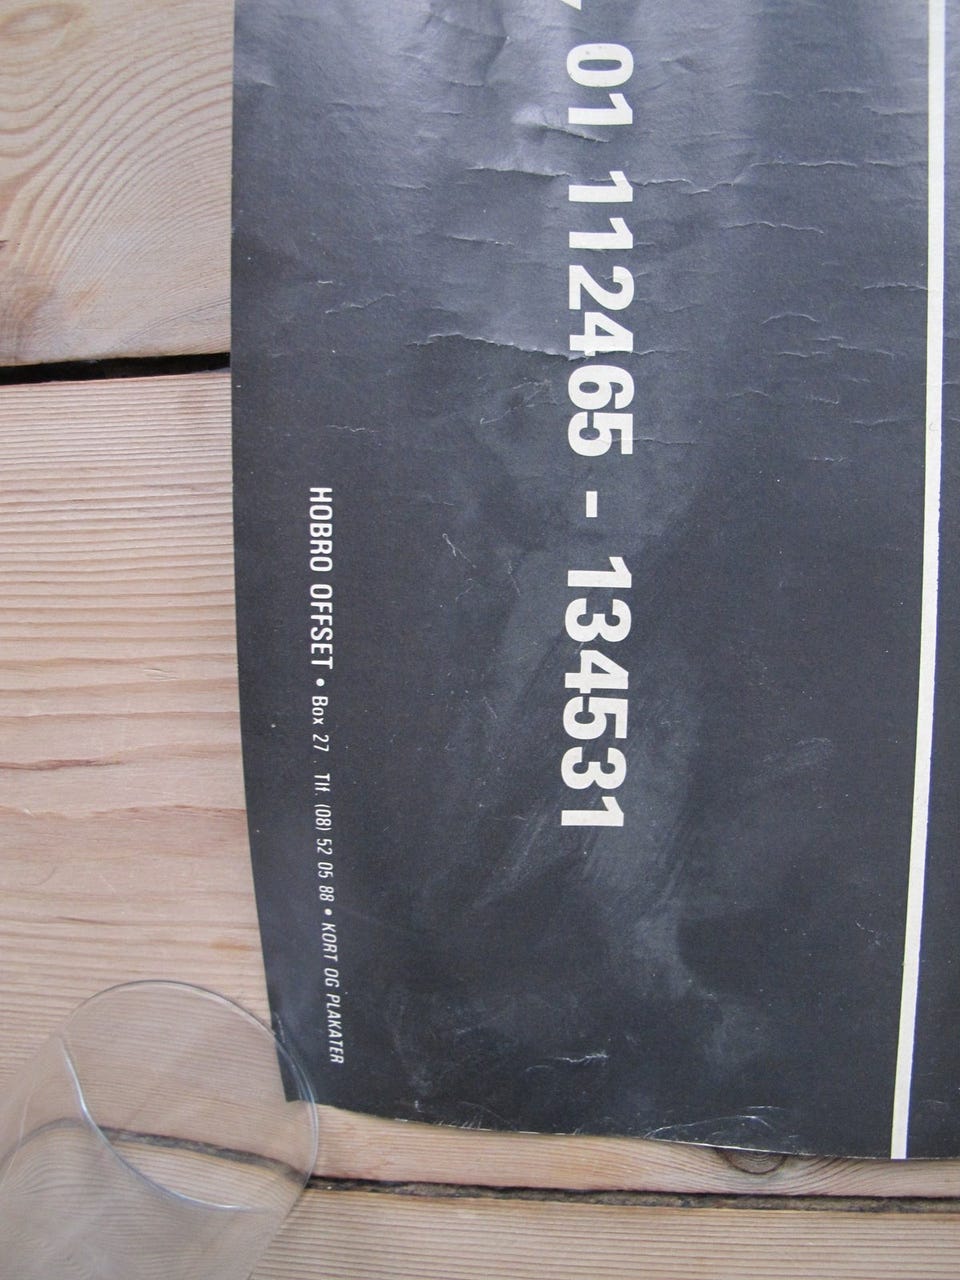 01 112465 - 134531
HOBRO OFFSET • Box 27 . Tlf. (08) 52 05 88 • KORT OG PLAKATER